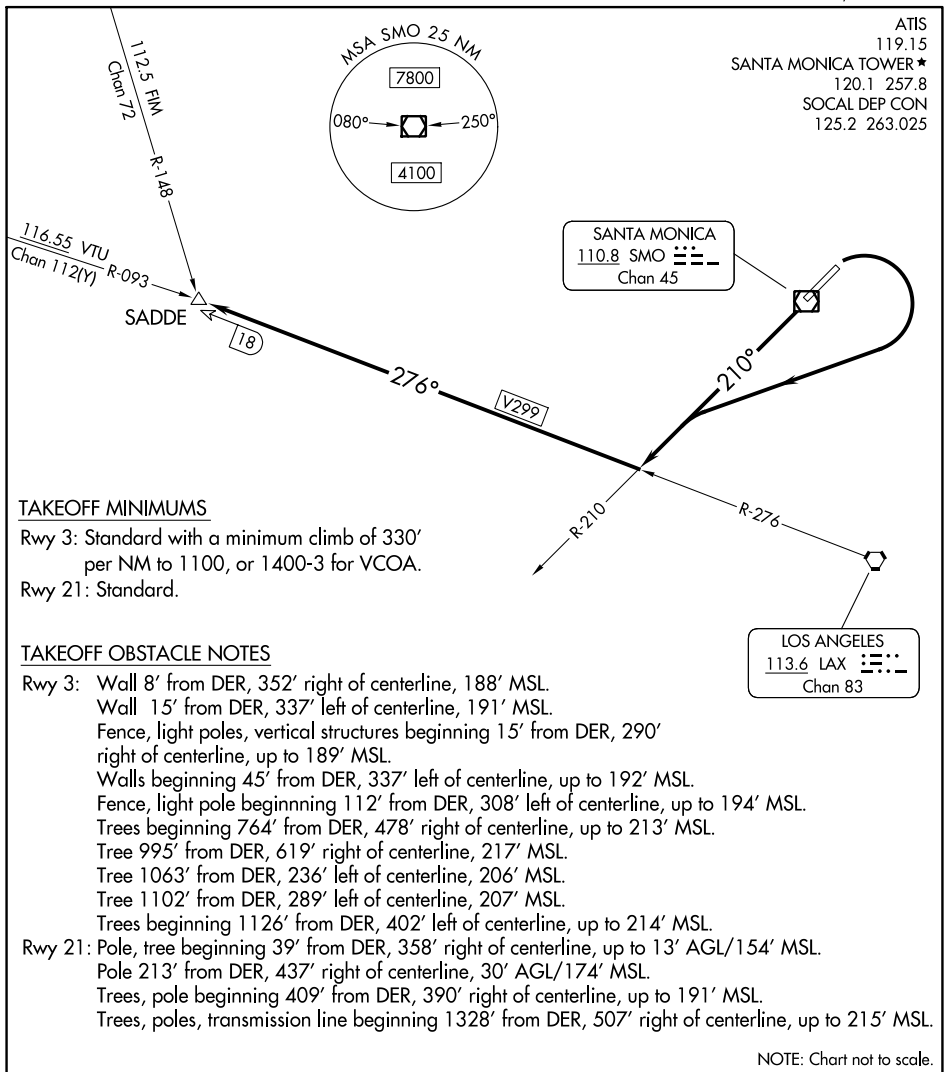 ATIS
119.15
SANTA MONICA TOWER★
120.1 257.8
SOCAL DEP CON
125.2 263.025
MSA SMO 25 NM
7800
080°
250°
4100
112.5 FIM
Chan 72
R-148
116.55 VTU
Chan 112(Y)
R-093
SADDE
18
SANTA MONICA
110.8 SMO
Chan 45
210°
276°
V299
R-210
R-276
LOS ANGELES
113.6 LAX
Chan 83
TAKEOFF MINIMUMS
Rwy 3: Standard with a minimum climb of 330'
per NM to 1100, or 1400-3 for VCOA.
Rwy 21: Standard.
TAKEOFF OBSTACLE NOTES
Rwy 3: Wall 8' from DER, 352' right of centerline, 188' MSL.
Wall 15' from DER, 337' left of centerline, 191' MSL.
Fence, light poles, vertical structures beginning 15' from DER, 290'
right of centerline, up to 189' MSL.
Walls beginning 45' from DER, 337' left of centerline, up to 192' MSL.
Fence, light pole beginnning 112' from DER, 308' left of centerline, up to 194' MSL.
Trees beginning 764' from DER, 478' right of centerline, up to 213' MSL.
Tree 995' from DER, 619' right of centerline, 217' MSL.
Tree 1063' from DER, 236' left of centerline, 206' MSL.
Tree 1102' from DER, 289' left of centerline, 207' MSL.
Trees beginning 1126' from DER, 402' left of centerline, up to 214' MSL.
Rwy 21: Pole, tree beginning 39' from DER, 358' right of centerline, up to 13' AGL/154' MSL.
Pole 213' from DER, 437' right of centerline, 30' AGL/174' MSL.
Trees, pole beginning 409' from DER, 390' right of centerline, up to 191' MSL.
Trees, poles, transmission line beginning 1328' from DER, 507' right of centerline, up to 215' MSL.
NOTE: Chart not to scale.